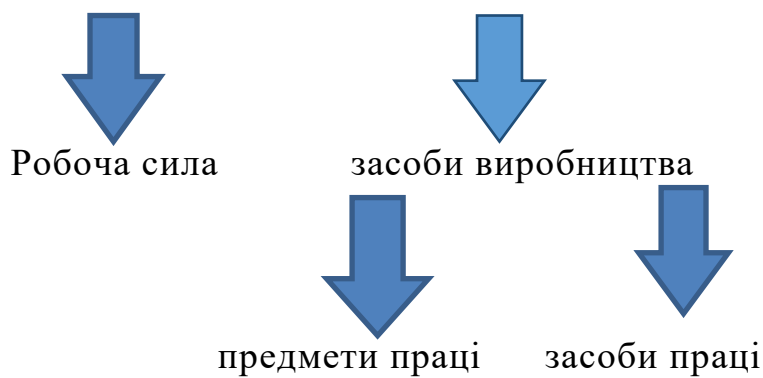 Робоча сила засоби виробництва
предмети праці засоби праці